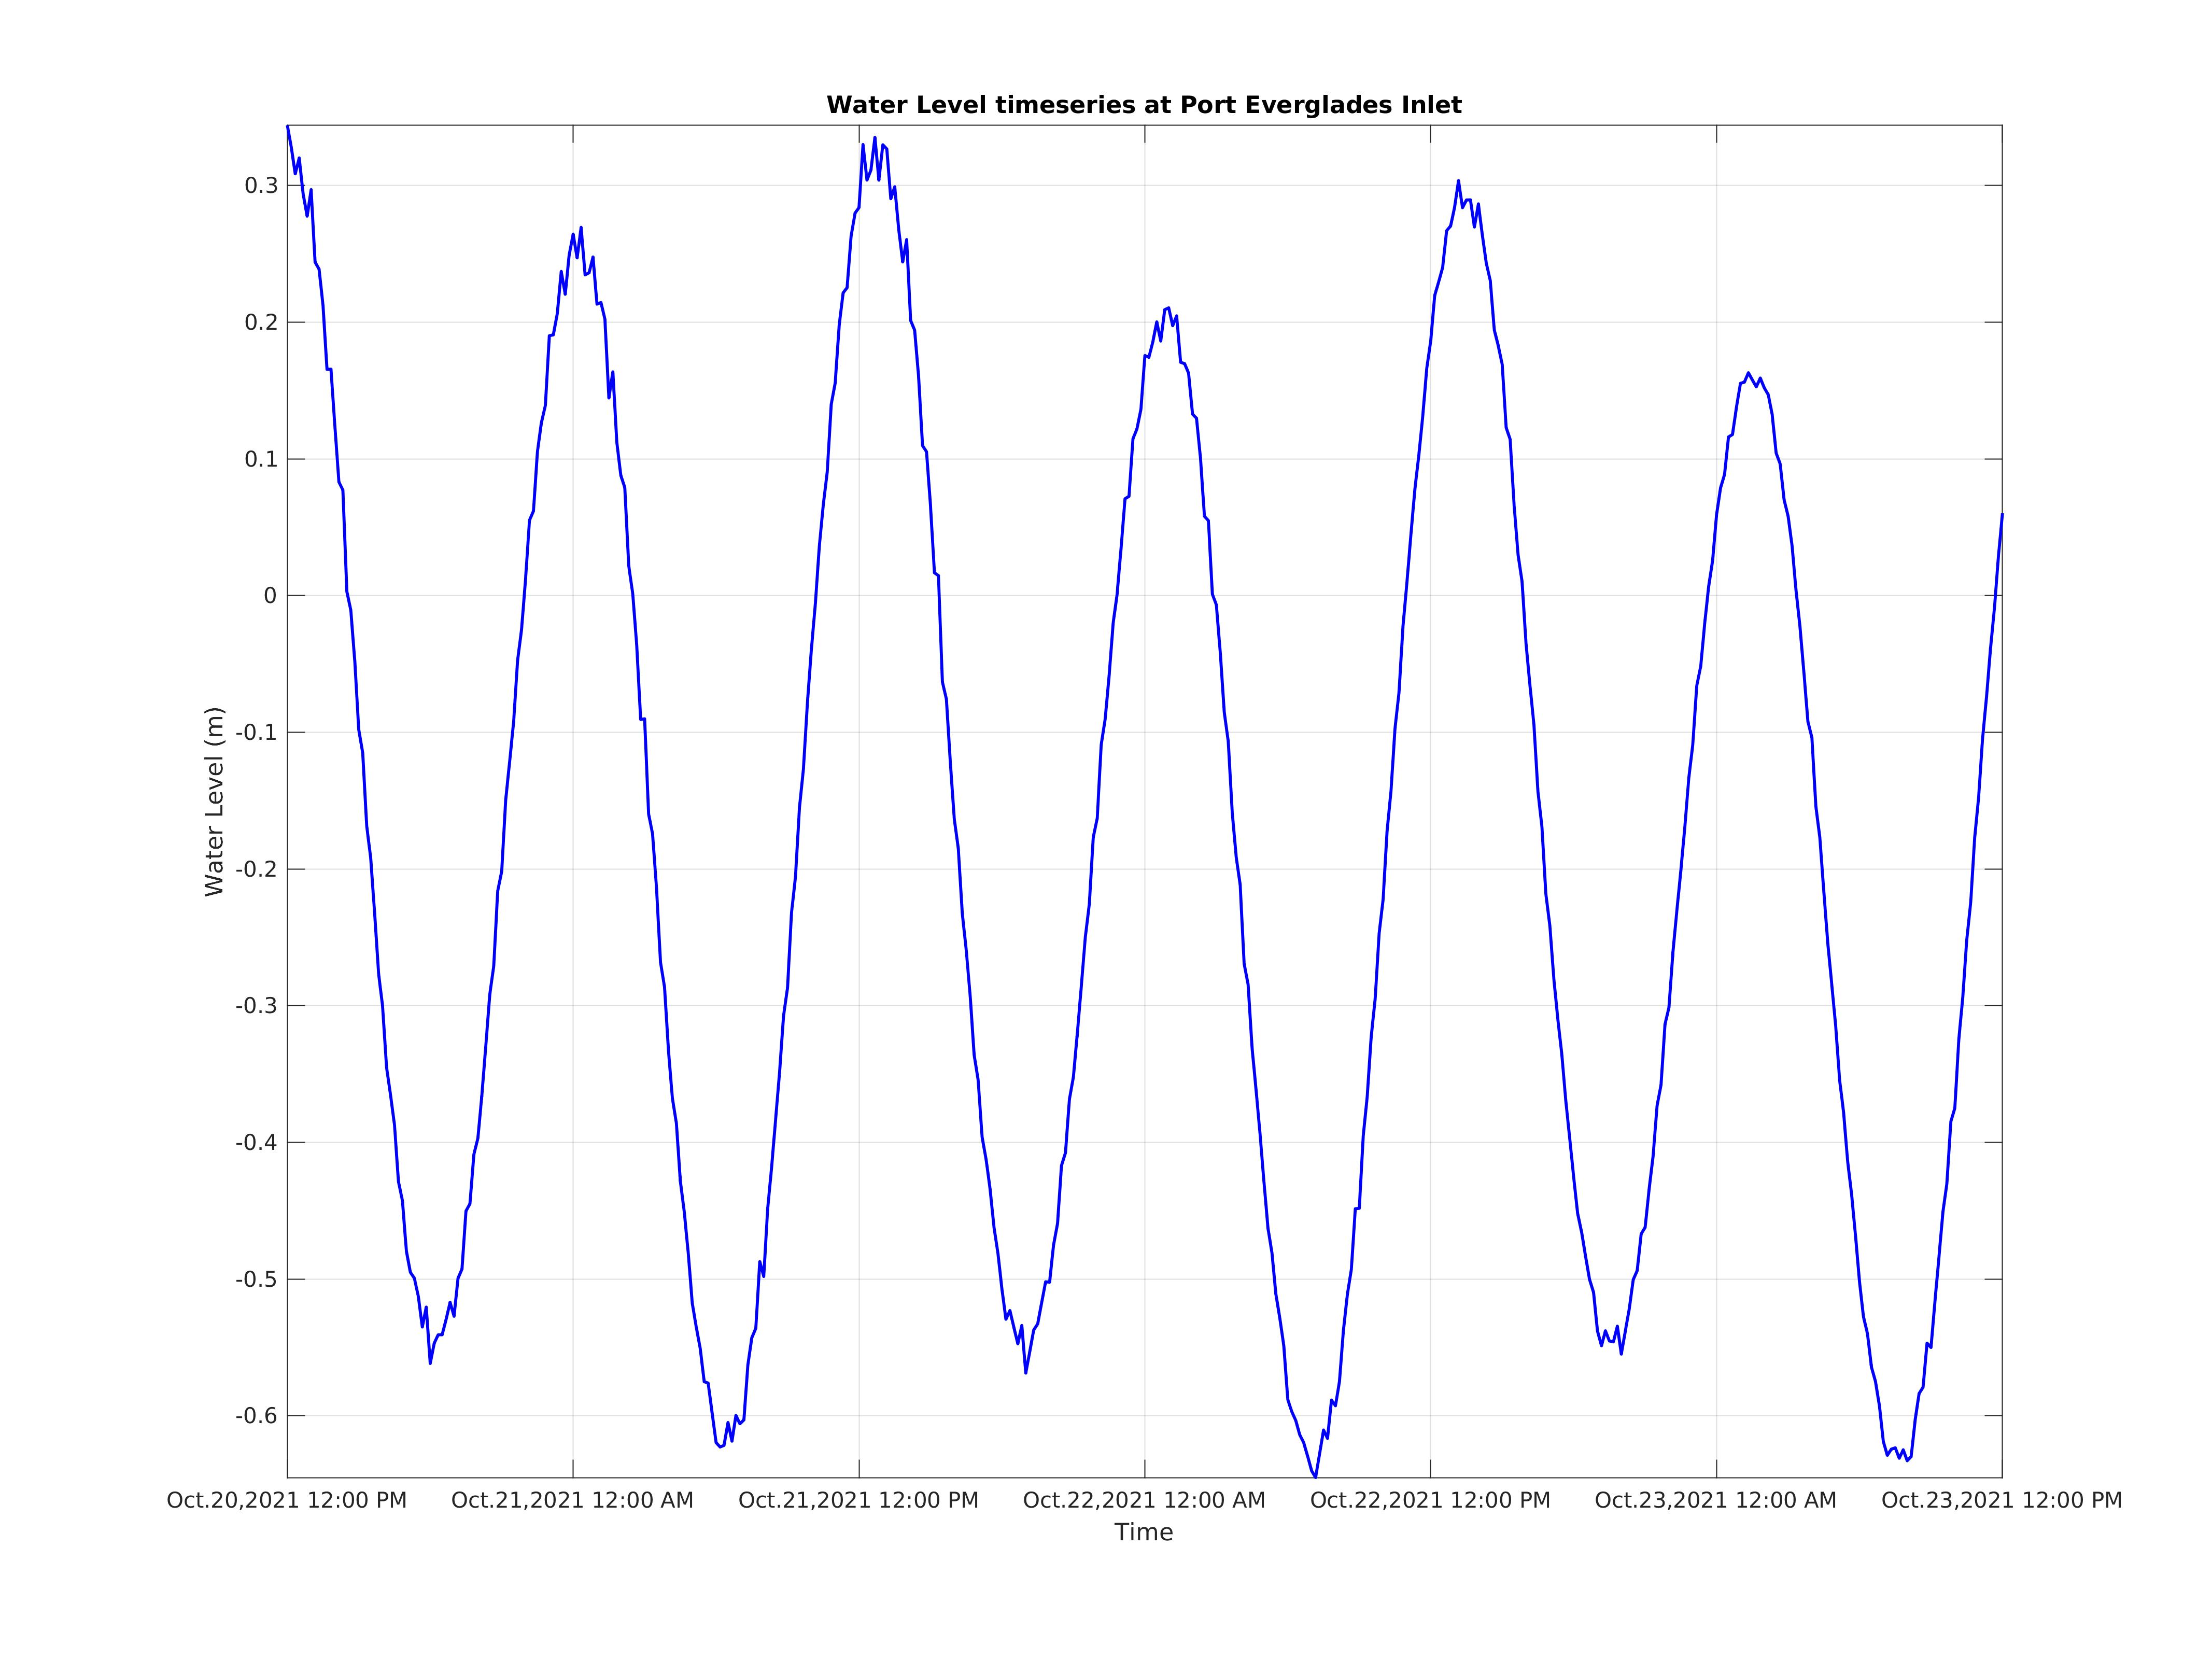 Water Level timeseries at Port Everglades Inlet
0.3
0.2
0.1
0
-0.1
-0.2
-0.3
-0.4
-0.5
-0.6
Water Level (m)
Oct.20,2021 12:00 PM Oct.21,2021 12:00 AM Oct.21,2021 12:00 PM Oct.22,2021 12:00 AM Oct.22,2021 12:00 PM Oct.23,2021 12:00 AM Oct.23,2021 12:00 PM
Time